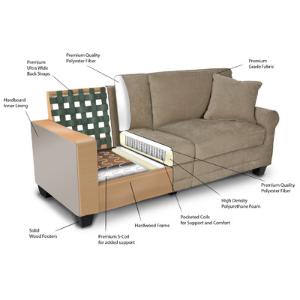 Premium Quality
Polyester Fiber
Premium
Estelle Fabric
Premium
Ultra Wide
Back Straps
Hardboard
Inner Lining
Premium Quality
Polyester Fiber
High Density
Polyurethane Foam
Pocketed Coils
for Support and Comfort
Hardwood Frame
Premium S-Coil
for added support
Solid
Wood Footers